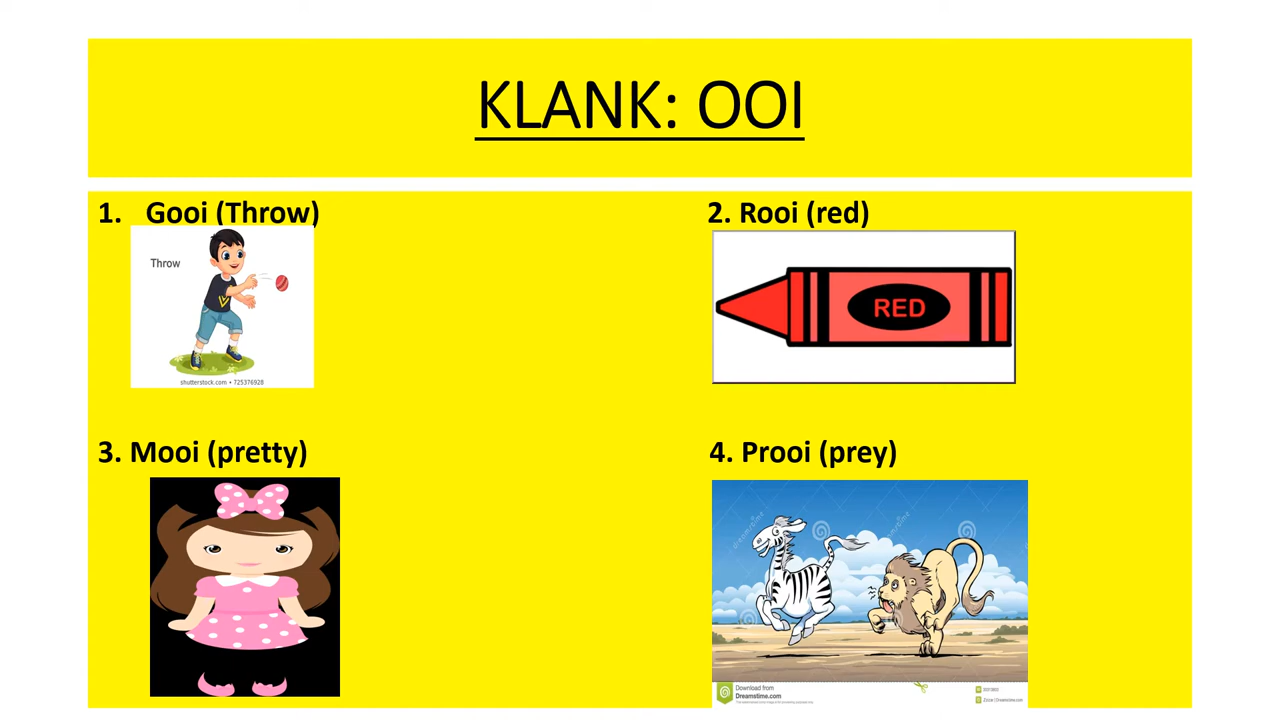 KLANK: OOI
1. Gooi (Throw)
Throw
shutterstock.com • 725376928
2. Rooi (red)
RED
3. Mooi (pretty)
4. Prooi (prey)
dreamstime
Download from
Dreamstime.com